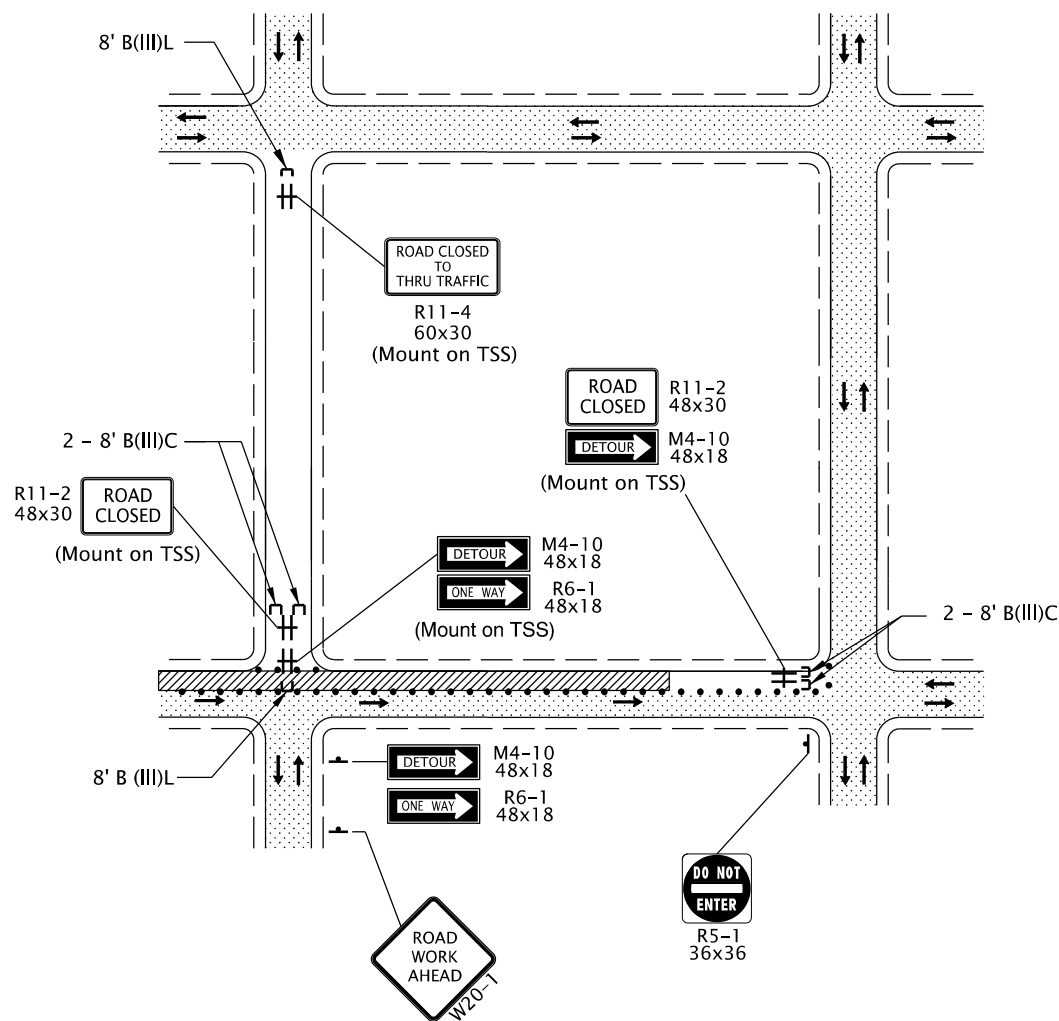 8' B(III)L
ROAD CLOSED
TO
THRU TRAFFIC
R11-4
60x30
(Mount on TSS)
ROAD
CLOSED
R11-2
48x30
DETOUR
M4-10
48x18
(Mount on TSS)
2 - 8' B(III)C
R11-2
48x30
ROAD
CLOSED
(Mount on TSS)
DETOUR
M4-10
48x18
ONE WAY
R6-1
48x18
(Mount on TSS)
2 - 8' B(III)C
8' B (III)L
DETOUR
M4-10
48x18
ONE WAY
R6-1
48x18
DO NOT
ENTER
R5-1
36x36
ROAD
WORK
AHEAD
W20-1